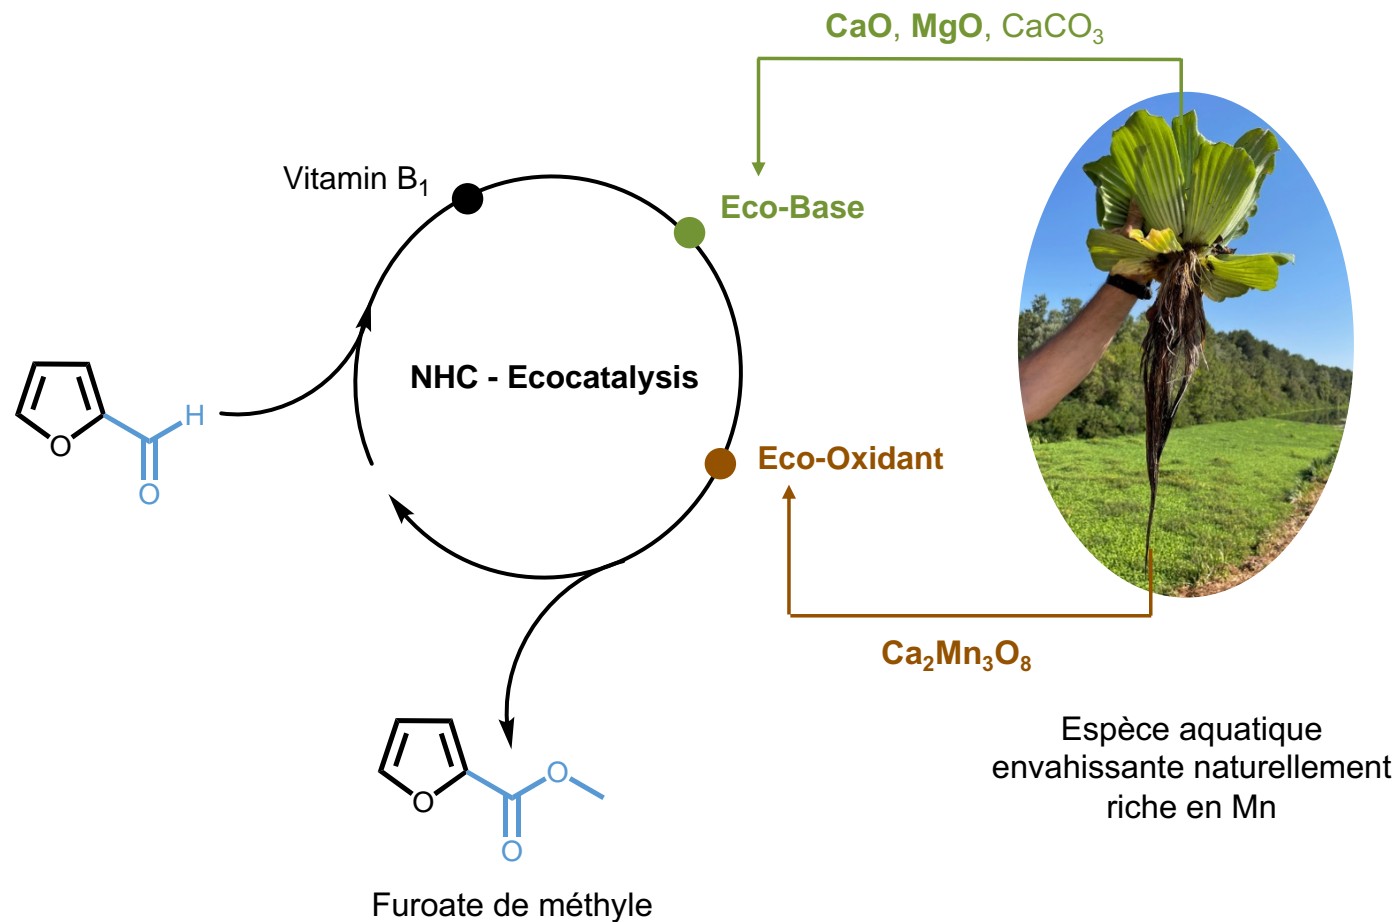 CaO, MgO, CaCO₃
Vitamin B₁
Eco-Base
NHC - Ecocatalysis
H
O
O
Eco-Oxidant
Ca₂Mn₃O₈
O
O
O
Espèce aquatique
envahissante naturellement
riche en Mn
Furoate de méthyle